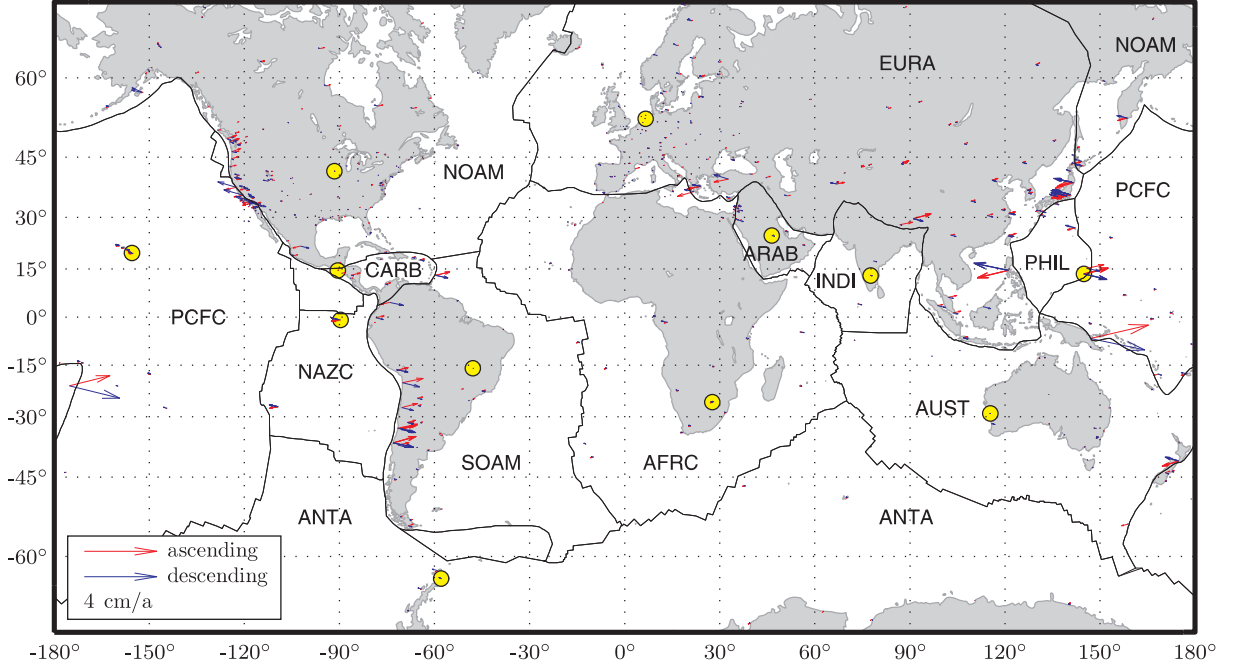 NOAM
EURA
60°
45°
NOAM
PCFC
30°
ARAB
PHIL
15°
CARB
INDI
PCFC
0°
NAZC
-15°
AUST
-30°
SOAM
AFRC
-45°
ANTA
ANTA
ascending
-60°
descending
4 cm/a
-180° -150° -120° -90° -60° -30° 0° 30° 60° 90° 120° 150° 180°